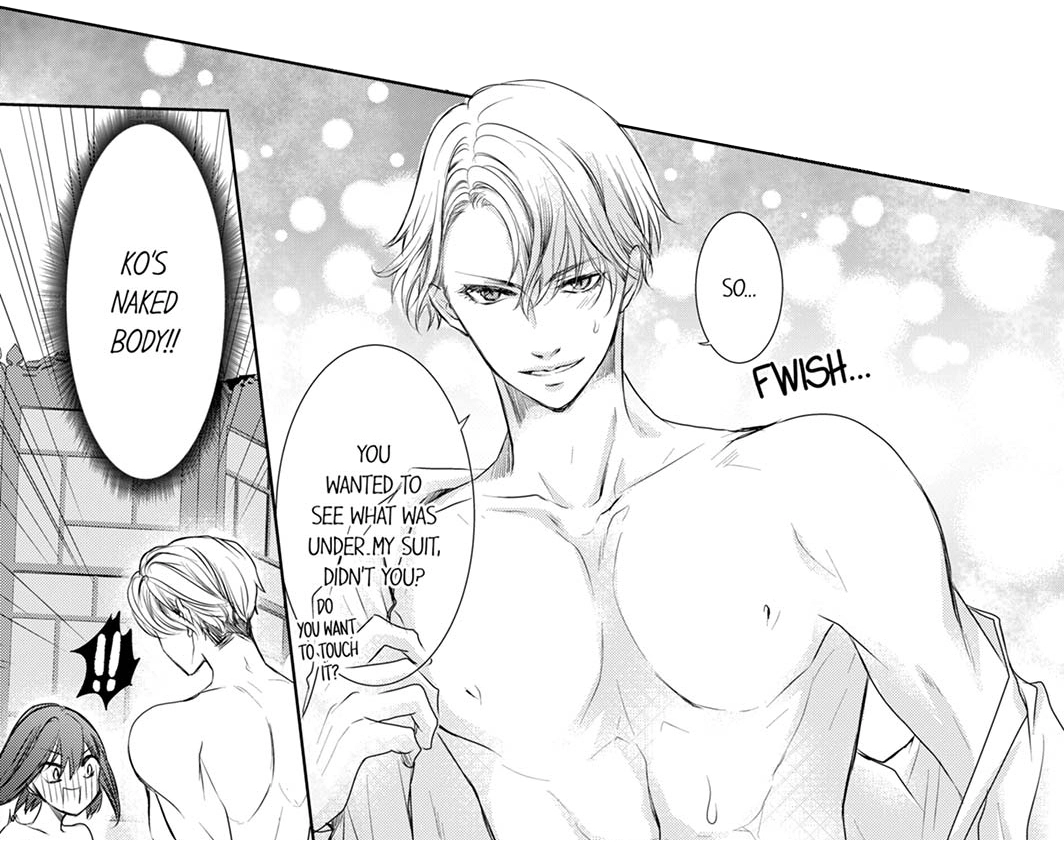 SO...
FWISH...
YOU
WANTED TO
SEE WHAT WAS
UNDER MY SUIT,
DIDN'T YOU?
DO
YOU WANT
TO TOUCH
IT?
KO'S
NAKED
BODY!!
!!